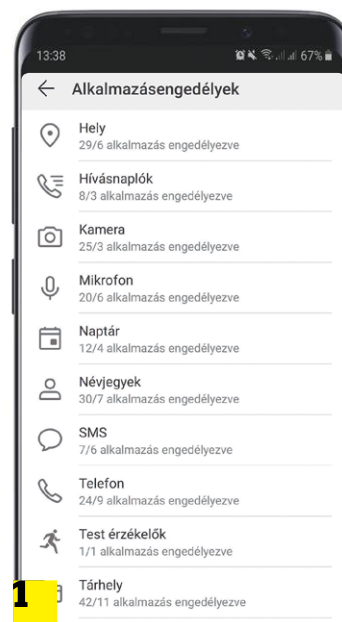 13:38 67%
Alkalmazásengedélyek
Hely
29/6 alkalmazás engedélyezve
Hívásnaplók
8/3 alkalmazás engedélyezve
Kamera
25/3 alkalmazás engedélyezve
Mikrofon
20/6 alkalmazás engedélyezve
Naptár
12/4 alkalmazás engedélyezve
Névjegyek
30/7 alkalmazás engedélyezve
SMS
7/6 alkalmazás engedélyezve
Telefon
24/9 alkalmazás engedélyezve
Test érzékelők
1/1 alkalmazás engedélyezve
Tárhely
42/11 alkalmazás engedélyezve
1